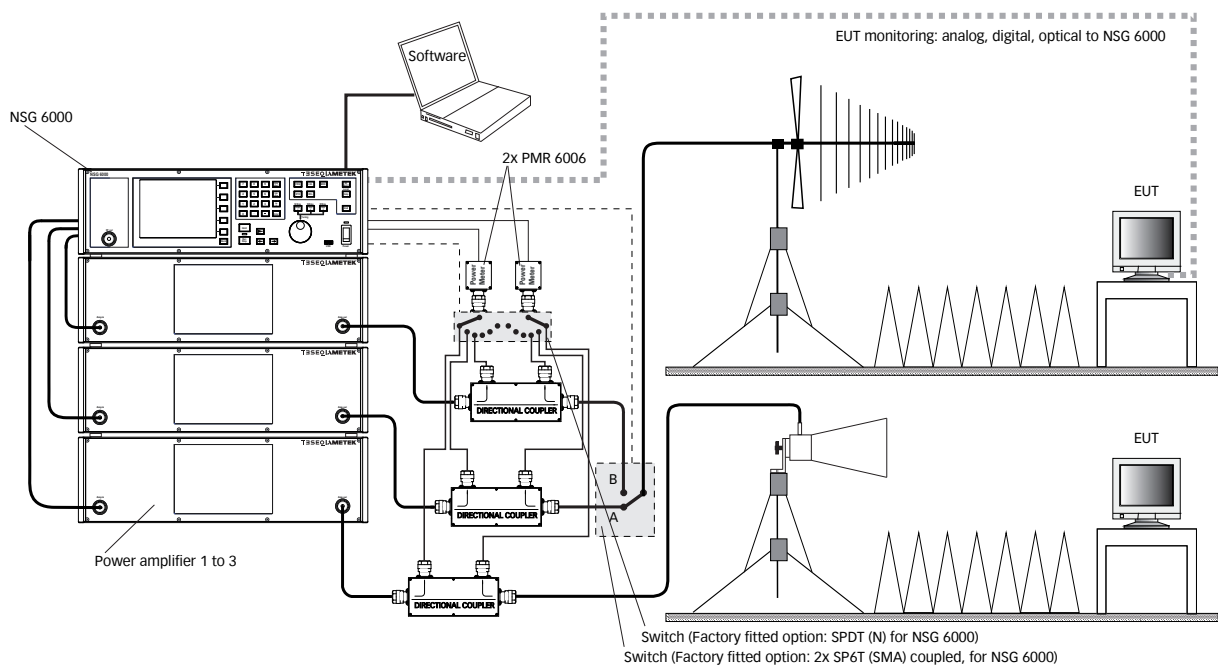 EUT monitoring: analog, digital, optical to NSG 6000
Software
NSG 6000
2x PMR 6006
NSG 6000
TESEQ AMETEK
EUT
Power Meter
Power Meter
TESEQ AMETEK
DIRECTIONAL COUPLER
TESEQ AMETEK
EUT
B
A
DIRECTIONAL COUPLER
TESEQ AMETEK
Power amplifier 1 to 3
DIRECTIONAL COUPLER
Switch (Factory fitted option: SPDT (N) for NSG 6000)
Switch (Factory fitted option: 2x SP6T (SMA) coupled, for NSG 6000)